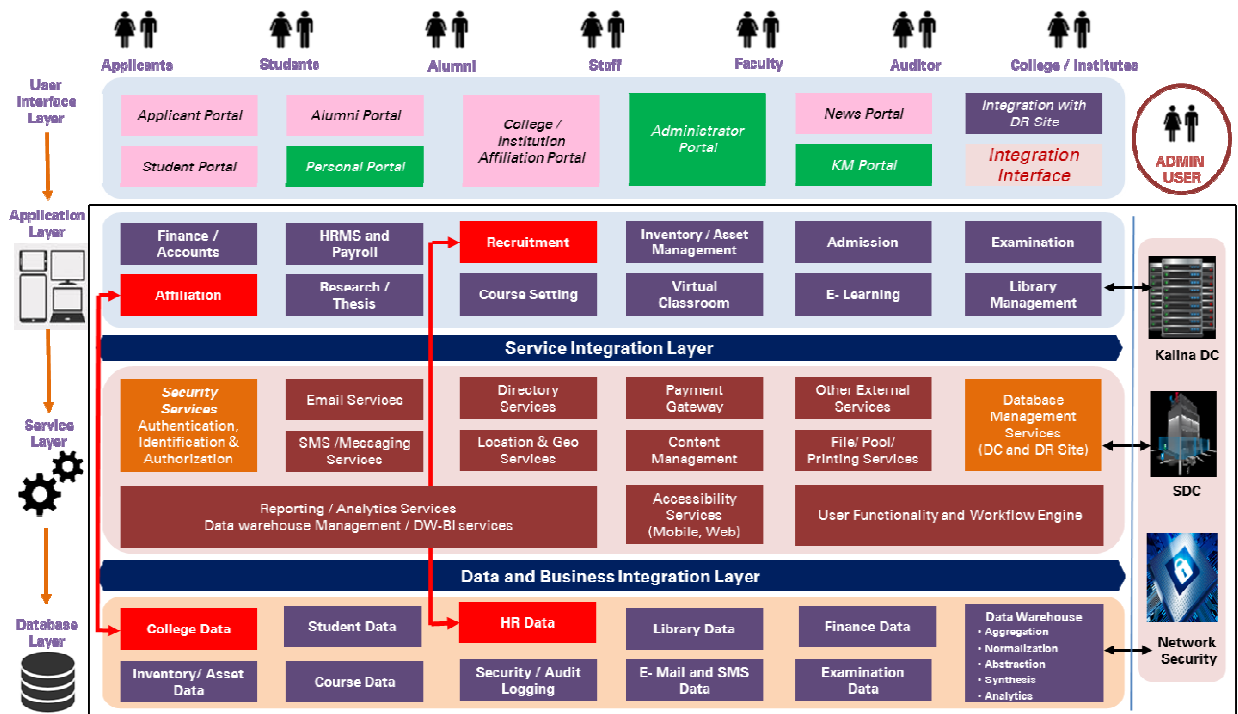 Applicants
Students
Alumni
Staff
Faculty
Auditor
College / Institutes
User
Interface
Layer
Applicant Portal
Alumni Portal
College /
Institution
Affiliation Portal
Administrator
Portal
News Portal
Integration with
DR Site
Student Portal
Personal Portal
KM Portal
Integration
Interface
ADMIN
USER
Application
Layer
Finance /
Accounts
HRMS and
Payroll
Recruitment
Inventory / Asset
Management
Admission
Examination
Affiliation
Research /
Thesis
Course Setting
Virtual
Classroom
E- Learning
Library
Management
Kalina DC
Service Integration Layer
Service
Layer
Security
Services
Authentication,
Identification &
Authorization
Email Services
Directory
Services
Payment
Gateway
Other External
Services
Database
Management
Services
(DC and DR Site)
SMS /Meccaging
Services
Location & Geo
Services
Content
Management
File/ Pool/
Printing Services
SDC
Reporting / Analytics Services
Data warehouse Management / DW-BI services
Accessibility
Services
(Mobile, Web)
User Functionality and Workflow Engine
Data and Business Integration Layer
Database
Layer
College Data
Student Data
HR Data
Library Data
Finance Data
Data Warehouse
• Aggregation
• Normalization
• Abstraction
• Synthesis
• Analytics
Inventory/ Asset
Data
Course Data
Security / Audit
Logging
E- Mail and SMS
Data
Examination
Data
Network
Security